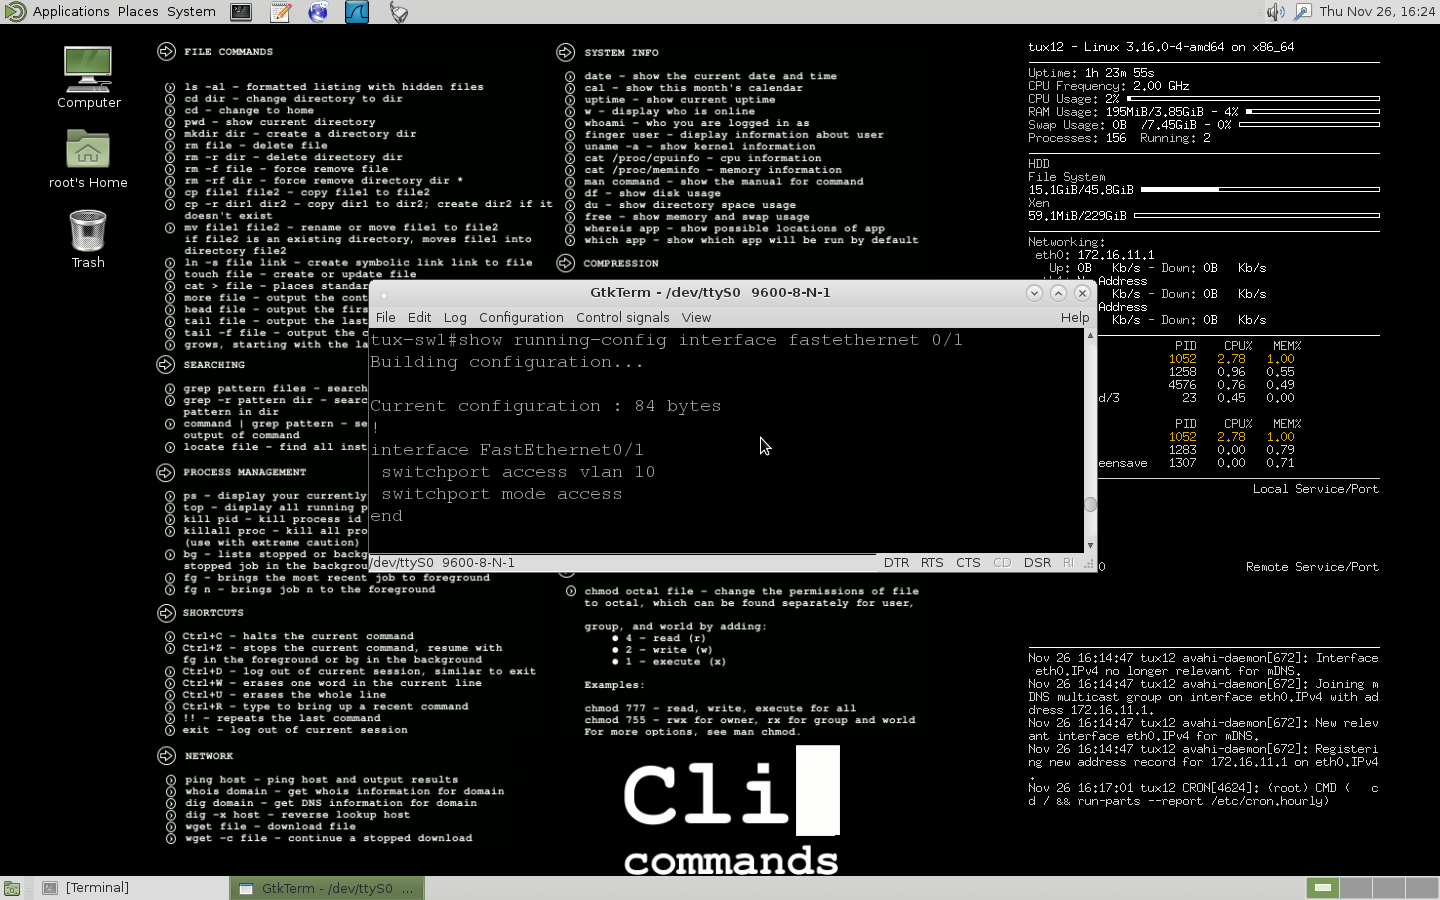 Applications Places System
Thu Nov 26, 16:24
Computer
root's Home
Trash
FILE COMMANDS
ls -al - formatted listing with hidden files
cd dir - change directory to dir
cd - change to home
pwd - show current directory
mkdir dir - create a directory dir
rm file - delete file
rm -r dir - delete directory dir
rm -f file - force remove file
rm -rf dir - force remove directory dir *
cp file1 file2 - copy file1 to file2
cp -r dir1 dir2 - copy dir1 to dir2; create dir2 if it
doesn't exist
mv file1 file2 - rename or move file1 to file2
if file2 is an existing directory, moves file1 into
directory file2
ln -s file link - create symbolic link link to file
touch file - create or update file
cat > file - places standar
more file - output the cont
head file - output the firs
tail file - output the last
tail -f file - output the c
grows, starting with the la
SEARCHING
grep pattern files - search
grep -r pattern dir - searc
pattern in dir
command | grep pattern - se
output of command
locate file - find all inst
PROCESS MANAGEMENT
ps - display your currently
top - display all running p
kill pid - kill process id
killall proc - kill all pro
(use with extreme caution)
bg - lists stopped or backg
stopped job in the backgrou
fg - brings the most recent job to foreground
fg n - brings job n to the foreground
SHORTCUTS
Ctrl+C - halts the current command
Ctrl+Z - stops the current command, resume with
fg in the foreground or bg in the background
Ctrl+D - log out of current session, similar to exit
Ctrl+W - erases one word in the current line
Ctrl+U - erases the whole line
Ctrl+R - type to bring up a recent command
!! - repeats the last command
exit - log out of current session
NETWORK
ping host - ping host and output results
whois domain - get whois information for domain
dig domain - get DNS information for domain
dig -x host - reverse lookup host
wget file - download file
wget -c file - continue a stopped download
SYSTEM INFO
date - show the current date and time
cal - show this month's calendar
uptime - show current uptime
w - display who is online
whoami - who you are logged in as
finger user - display information about user
uname -a - show kernel information
cat /proc/cpuinfo - cpu information
cat /proc/meminfo - memory information
man command - show the manual for command
df - show disk usage
du - show directory space usage
free - show memory and swap usage
whereis app - show possible locations of app
which app - show which app will be run by default
COMPRESSION
GtkTerm - /dev/ttyS0 9600-8-N-1
File Edit Log Configuration Control signals View Help
tux-sw1#show running-config interface fastethernet 0/1
Building configuration...
Current configuration : 84 bytes
!
interface FastEthernet0/1
switchport access vlan 10
switchport mode access
end
/dev/ttyS0 9600-8-N-1 DTR RTS CTS CD DSR RI
chmod octal file - change the permissions of file
to octal, which can be found separately for user,
group, and world by adding:
● 4 - read (r)
● 2 - write (w)
● 1 - execute (x)
Examples:
chmod 777 - read, write, execute for all
chmod 755 - rwx for owner, rx for group and world
For more options, see man chmod.
Cli
commands
tux12 - Linux 3.16.0-4-amd64 on x86_64
Uptime: 1h 23m 55s
CPU Frequency: 2.00 GHz
CPU Usage: 2%
RAM Usage: 195MiB/3.85GiB - 4%
Swap Usage: 0B /7.45GiB - 0%
Processes: 156 Running: 2
HDD
File System
15.1GiB/45.8GiB
Xen
59.1MiB/229GiB
Networking:
eth0: 172.16.11.1
Up: 0B Kb/s - Down: 0B Kb/s
Address
Kb/s - Down: 0B Kb/s
Address
Kb/s - Down: 0B Kb/s
PID CPU% MEM%
1052 2.78 1.00
1258 0.96 0.55
4576 0.76 0.49
d/3 23 0.45 0.00
PID CPU% MEM%
1052 2.78 1.00
1283 0.00 0.79
eensave 1307 0.00 0.71
Local Service/Port
0 Remote Service/Port
Nov 26 16:14:47 tux12 avahi-daemon[672]: Interface
eth0.IPv4 no longer relevant for mDNS.
Nov 26 16:14:47 tux12 avahi-daemon[672]: Joining m
DNS multicast group on interface eth0.IPv4 with ad
dress 172.16.11.1.
Nov 26 16:14:47 tux12 avahi-daemon[672]: New relev
ant interface eth0.IPv4 for mDNS.
Nov 26 16:14:47 tux12 avahi-daemon[672]: Registeri
ng new address record for 172.16.11.1 on eth0.IPv4
.
Nov 26 16:17:01 tux12 CRON[4624]: (root) CMD ( c
d / && run-parts --report /etc/cron.hourly)
[Terminal]
GtkTerm - /dev/ttyS0 ...